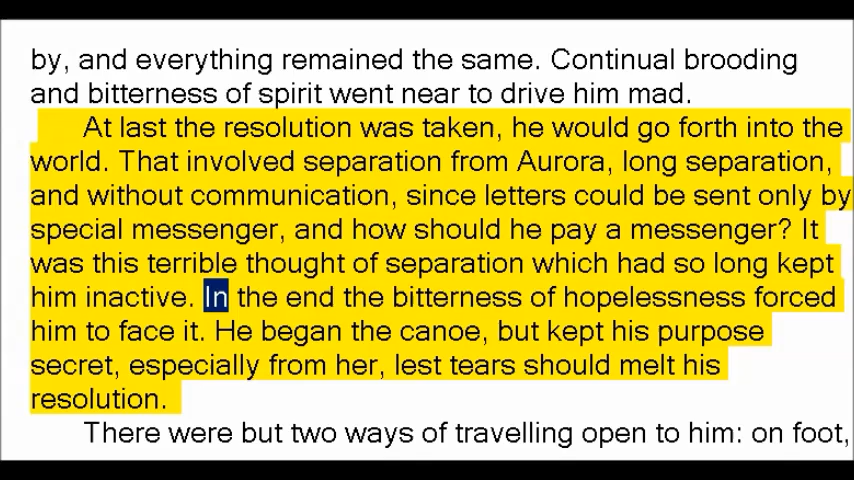 by, and everything remained the same. Continual brooding
and bitterness of spirit went near to drive him mad.
At last the resolution was taken, he would go forth into the
world. That involved separation from Aurora, long separation,
and without communication, since letters could be sent only by
special messenger, and how should he pay a messenger? It
was this terrible thought of separation which had so long kept
him inactive. In the end the bitterness of hopelessness forced
him to face it. He began the canoe, but kept his purpose
secret, especially from her, lest tears should melt his
resolution.
There were but two ways of travelling open to him: on foot,